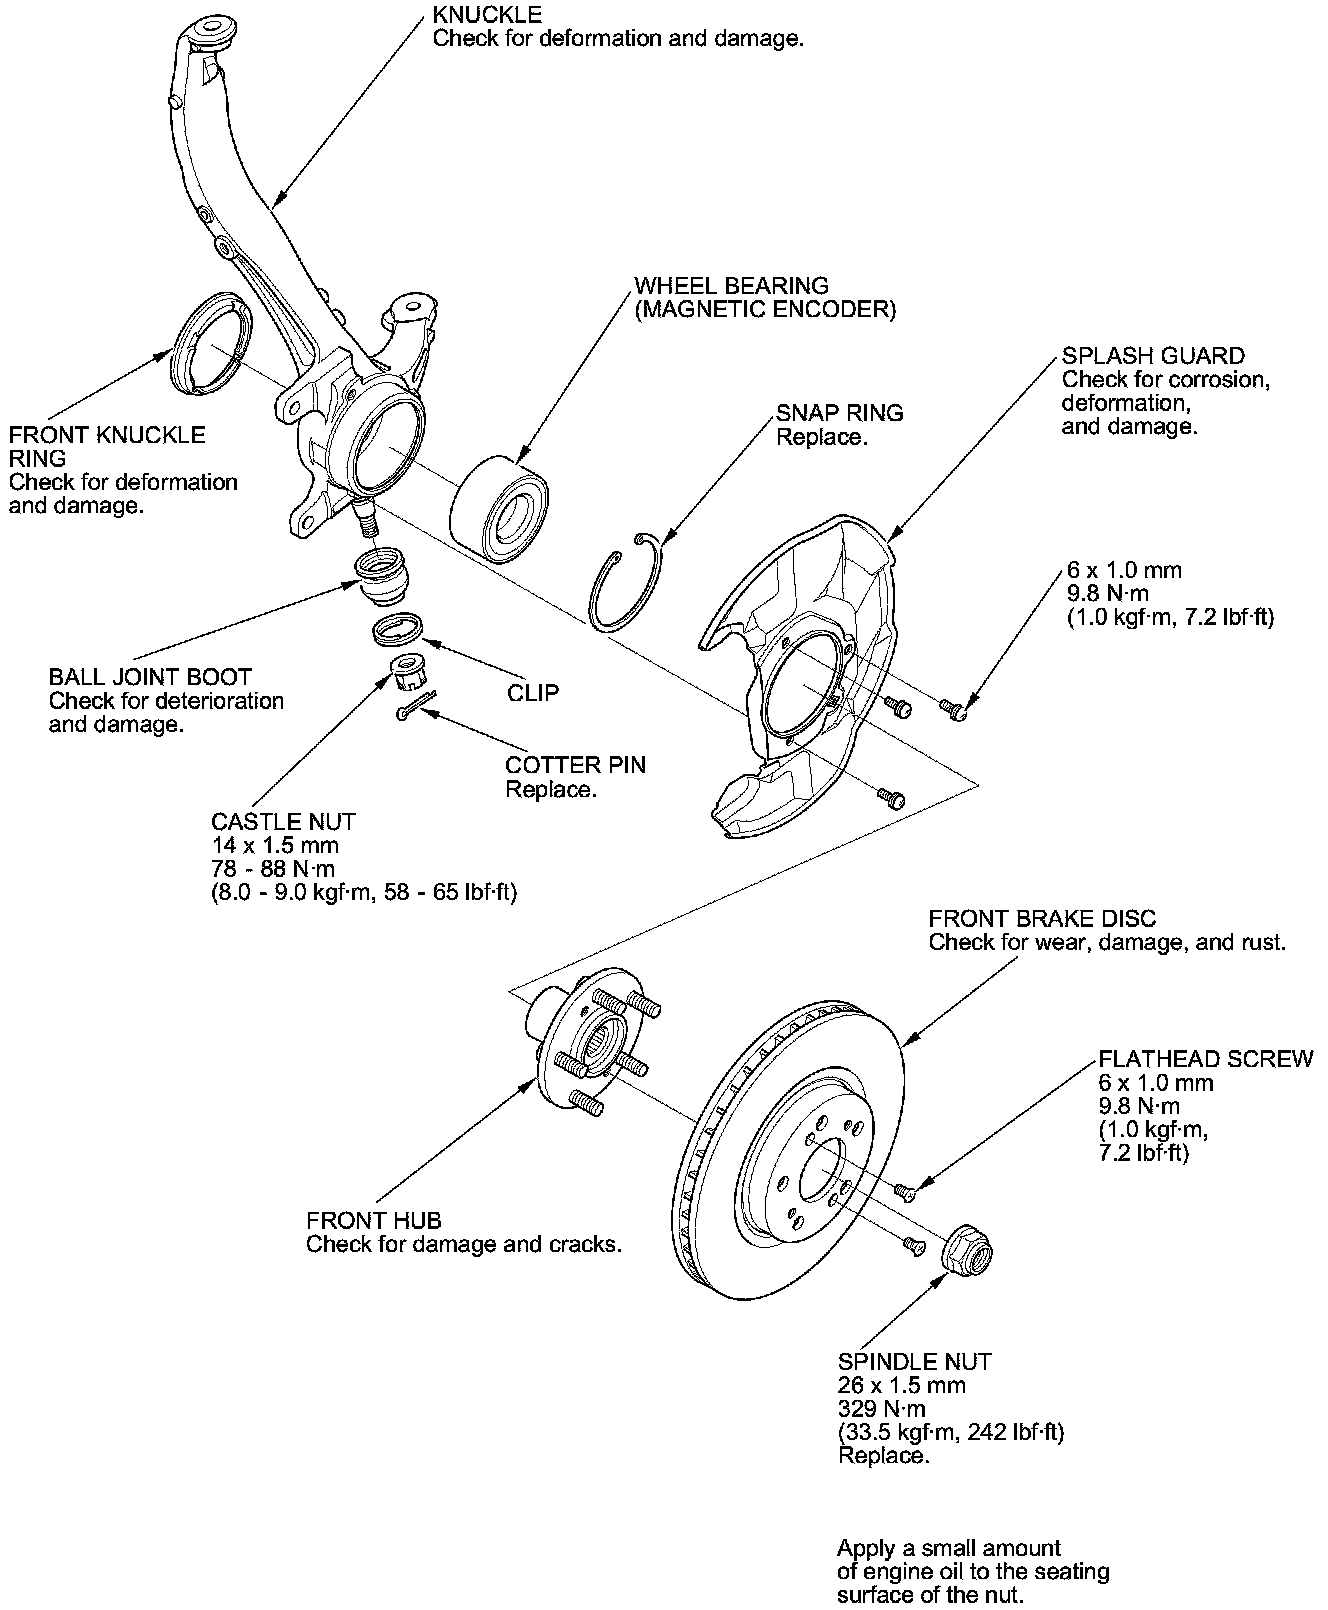 KNUCKLE
Check for deformation and damage.
WHEEL BEARING
(MAGNETIC ENCODER)
SPLASH GUARD
Check for corrosion,
deformation,
and damage.
SNAP RING
Replace.
FRONT KNUCKLE
RING
Check for deformation
and damage.
6 x 1.0 mm
9.8 N·m
(1.0 kgf·m, 7.2 lbf·ft)
BALL JOINT BOOT
Check for deterioration
and damage.
CLIP
COTTER PIN
Replace.
CASTLE NUT
14 x 1.5 mm
78 - 88 N·m
(8.0 - 9.0 kgf·m, 58 - 65 lbf·ft)
FRONT BRAKE DISC
Check for wear, damage, and rust.
FLATHEAD SCREW
6 x 1.0 mm
9.8 N·m
(1.0 kgf·m,
7.2 lbf·ft)
FRONT HUB
Check for damage and cracks.
SPINDLE NUT
26 x 1.5 mm
329 N·m
(33.5 kgf·m, 242 lbf·ft)
Replace.
Apply a small amount
of engine oil to the seating
surface of the nut.